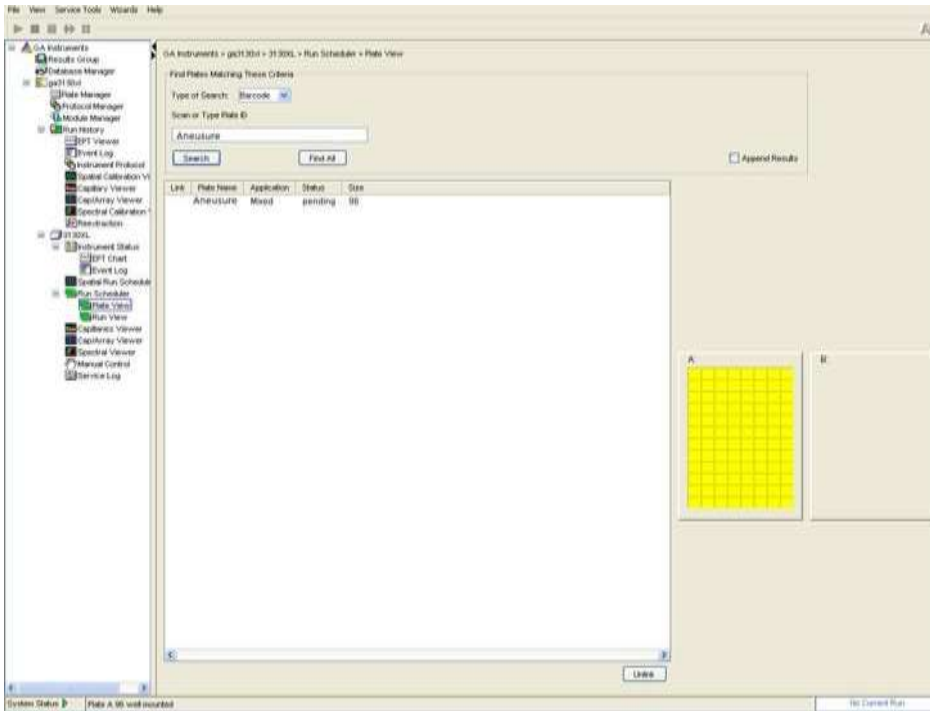 File View Service Tools Wizards Help
GA Instruments
Results Group
Database Manager
ga3130xl
Plate Manager
Protocol Manager
Module Manager
Run History
EPT Viewer
Event Log
Instrument Protocol
Spatial Calibration Vi
Capillary Viewer
Cap/Array Viewer
Spectral Calibration
Reextraction
3130XL
Instrument Status
EPT Chart
Event Log
Spatial Run Schedule
Run Scheduler
Plate View
Run View
Capillaries Viewer
Cap/Array Viewer
Spectral Viewer
Manual Control
Service Log
GA Instruments > ga3130xl > 3130XL > Run Scheduler > Plate View
Find Plates Matching These Criteria
Type of Search: Barcode
Scan or Type Plate ID
Aneusure
Search Find All Append Results
Link Plate Name Application Status Size
Aneusure Mixed pending 96
A B
Unlink
System Status Plate A 96 well mounted No Current Run